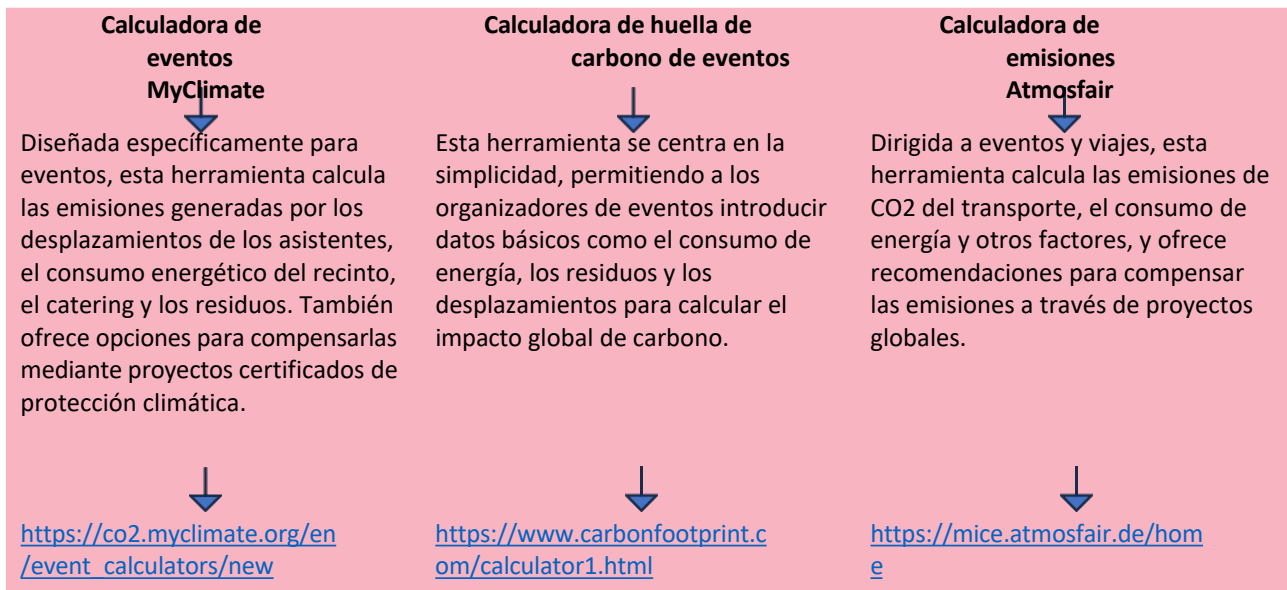 Calculadora de
eventos
MyClimate
Diseñada específicamente para
eventos, esta herramienta calcula
las emisiones generadas por los
desplazamientos de los asistentes,
el consumo energético del recinto,
el catering y los residuos. También
ofrece opciones para compensarlas
mediante proyectos certificados de
protección climática.
https://co2.myclimate.org/en
/event_calculators/new
Calculadora de huella de
carbono de eventos
Esta herramienta se centra en la
simplicidad, permitiendo a los
organizadores de eventos introducir
datos básicos como el consumo de
energía, los residuos y los
desplazamientos para calcular el
impacto global de carbono.
https://www.carbonfootprint.c
om/calculator1.html
Calculadora de
emisiones
Atmosfair
Dirigida a eventos y viajes, esta
herramienta calcula las emisiones de
CO2 del transporte, el consumo de
energía y otros factores, y ofrece
recomendaciones para compensar
las emisiones a través de proyectos
globales.
https://mice.atmosfair.de/hom
e